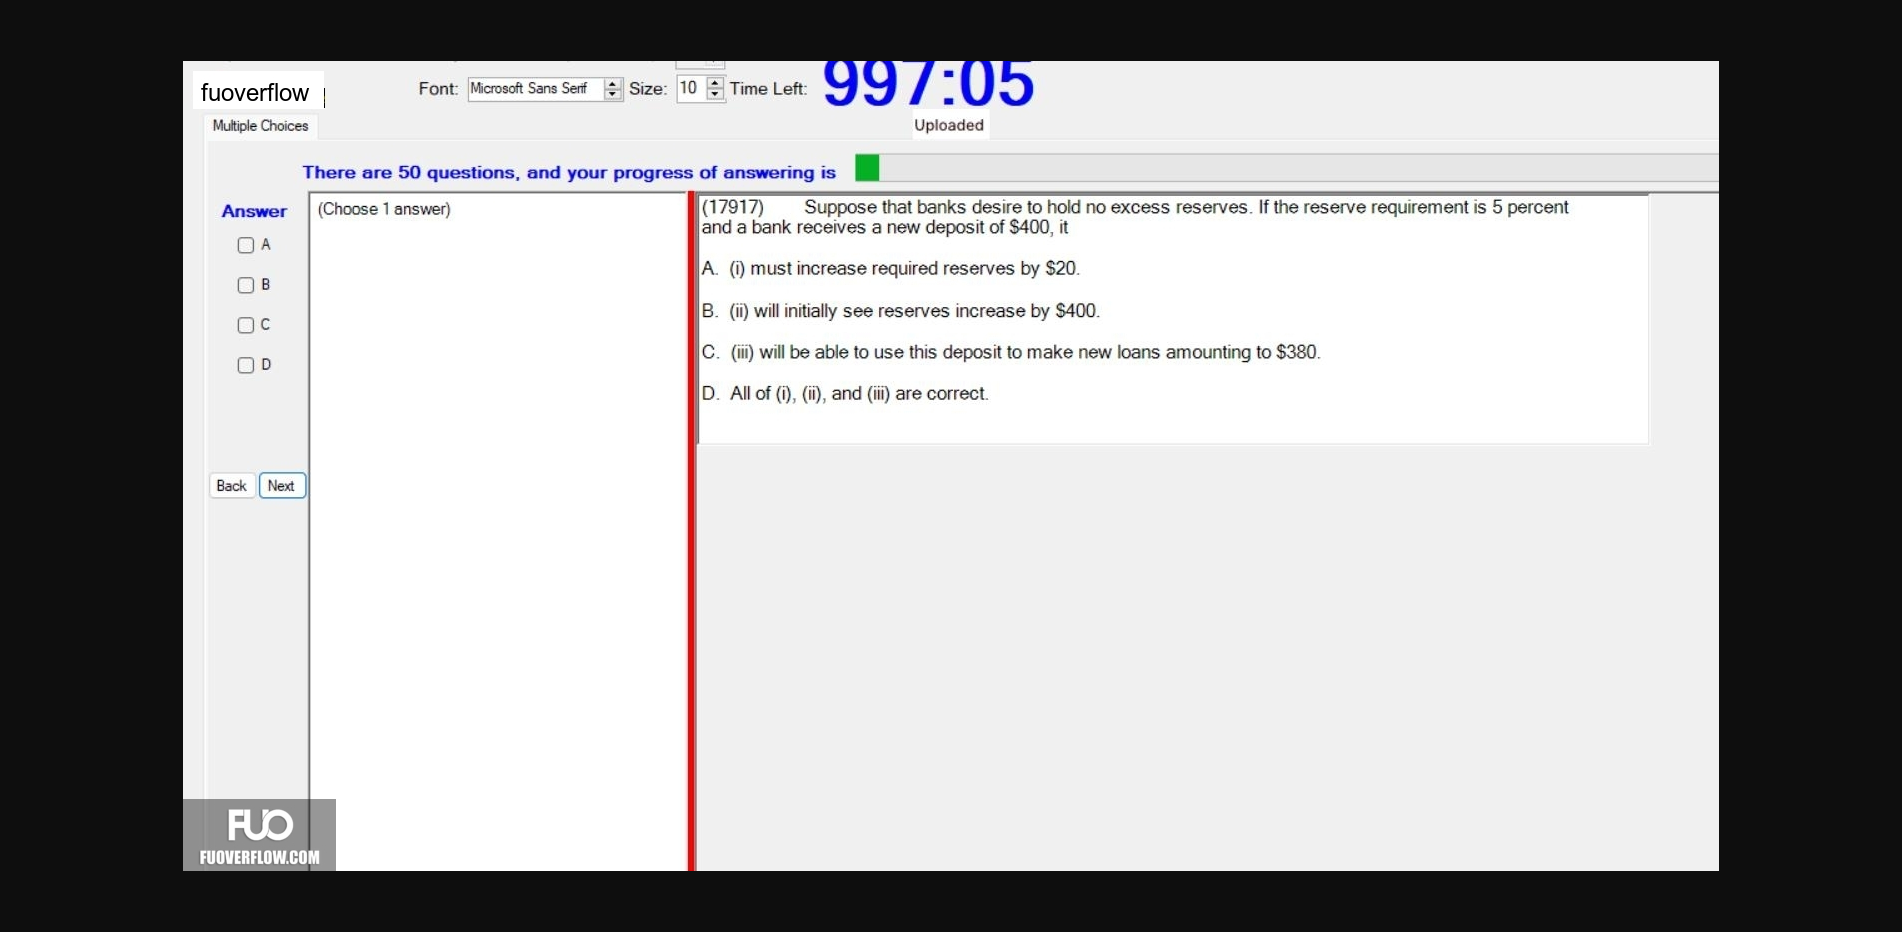 fuoverflow
Font: Microsoft Sans Serif Size: 10 Time Left: 997:05
Multiple Choices
Uploaded
There are 50 questions, and your progress of answering is
Answer
(Choose 1 answer)
A
B
C
D
Back Next
(17917) Suppose that banks desire to hold no excess reserves. If the reserve requirement is 5 percent
and a bank receives a new deposit of $400, it
A. (i) must increase required reserves by $20.
B. (ii) will initially see reserves increase by $400.
C. (iii) will be able to use this deposit to make new loans amounting to $380.
D. All of (i), (ii), and (iii) are correct.
FUO
FUOVERFLOW.COM